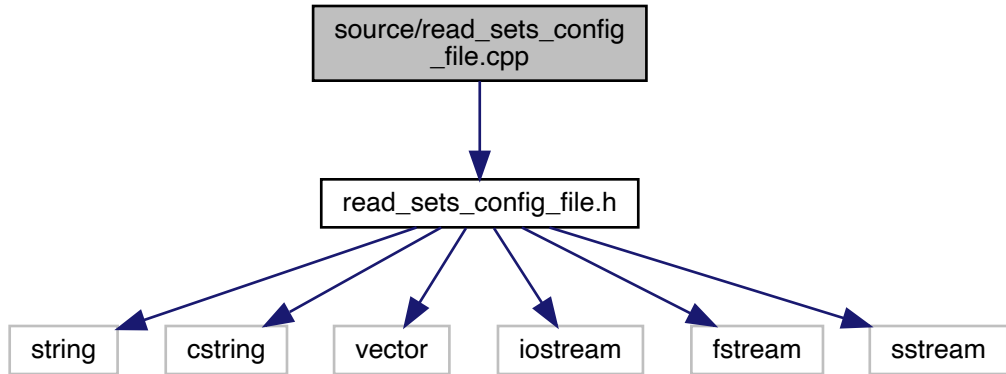 source/read_sets_config
_file.cpp
read_sets_config_file.h
string
cstring
vector
iostream
fstream
sstream